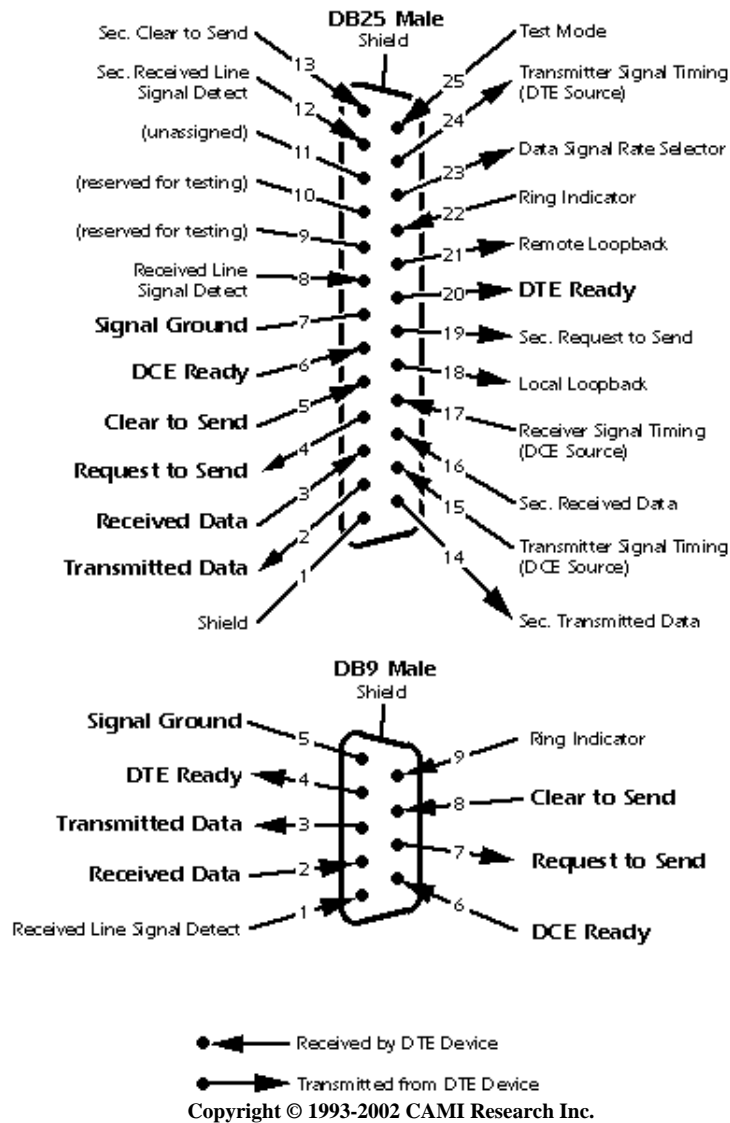 DB25 Male
Shield
Sec. Clear to Send
13
Sec. Received Line
Signal Detect
12
(unassigned)
11
(reserved for testing)
10
(reserved for testing)
9
Received Line
Signal Detect
8
Signal Ground
7
DCE Ready
6
Clear to Send
5
Request to Send
4
Received Data
3
Transmitted Data
2
Shield
1
Test Mode
25
Transmitter Signal Timing
(DTE Source)
24
Data Signal Rate Selector
23
Ring Indicator
22
Remote Loopback
21
DTE Ready
20
Sec. Request to Send
19
Local Loopback
18
Receiver Signal Timing
(DCE Source)
17
Sec. Received Data
16
Transmitter Signal Timing
(DCE Source)
15
Sec. Transmitted Data
14
DB9 Male
Shield
Signal Ground
5
DTE Ready
4
Transmitted Data
3
Received Data
2
Received Line Signal Detect
1
Ring Indicator
9
Clear to Send
8
Request to Send
7
DCE Ready
6
Received by DTE Device
Transmitted from DTE Device
Copyright © 1993-2002 CAMI Research Inc.